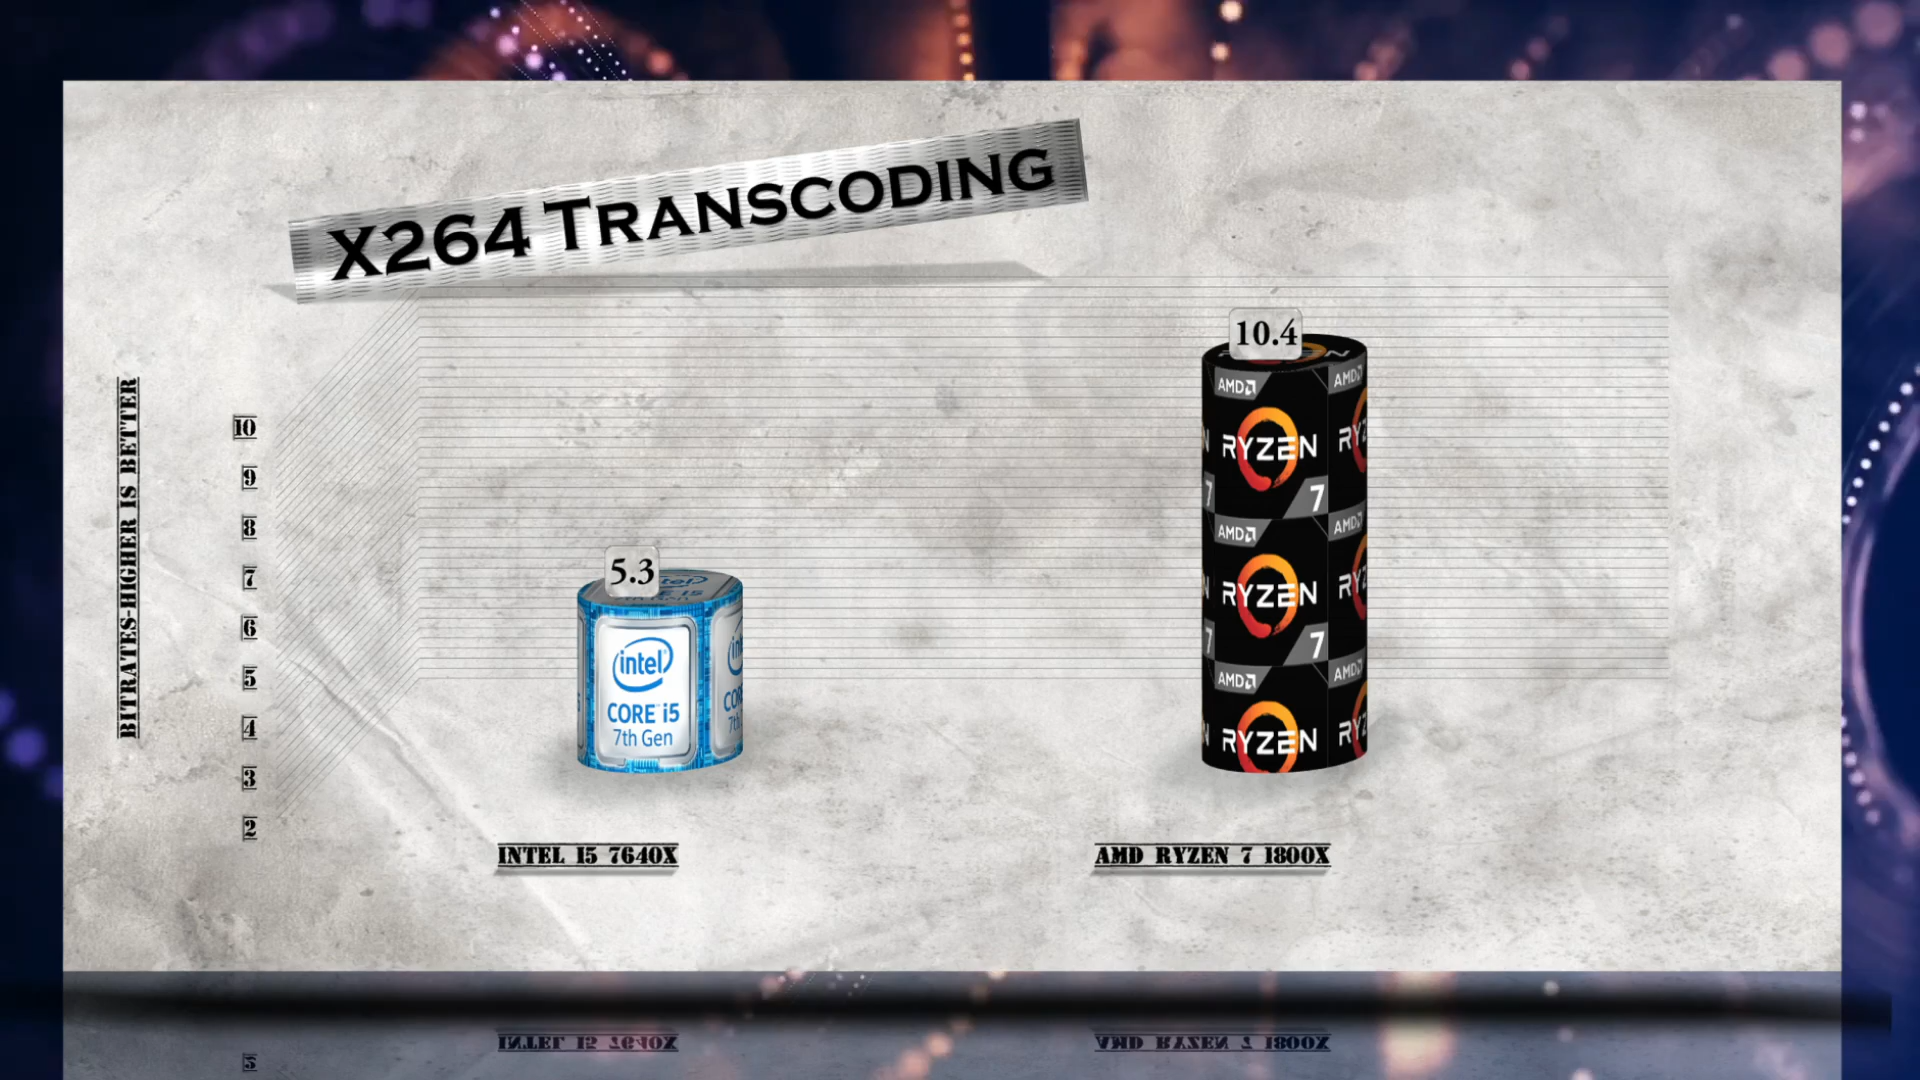 X264 TRANSCODING
BITRATES-HIGHER IS BETTER
10
9
8
7
6
5
4
3
2
5.3
intel
CORE i5
7th Gen
10.4
AMD
RYZEN
7
AMD
RYZEN
7
AMD
RYZEN
INTEL I5 7640X
AMD RYZEN 7 1800X